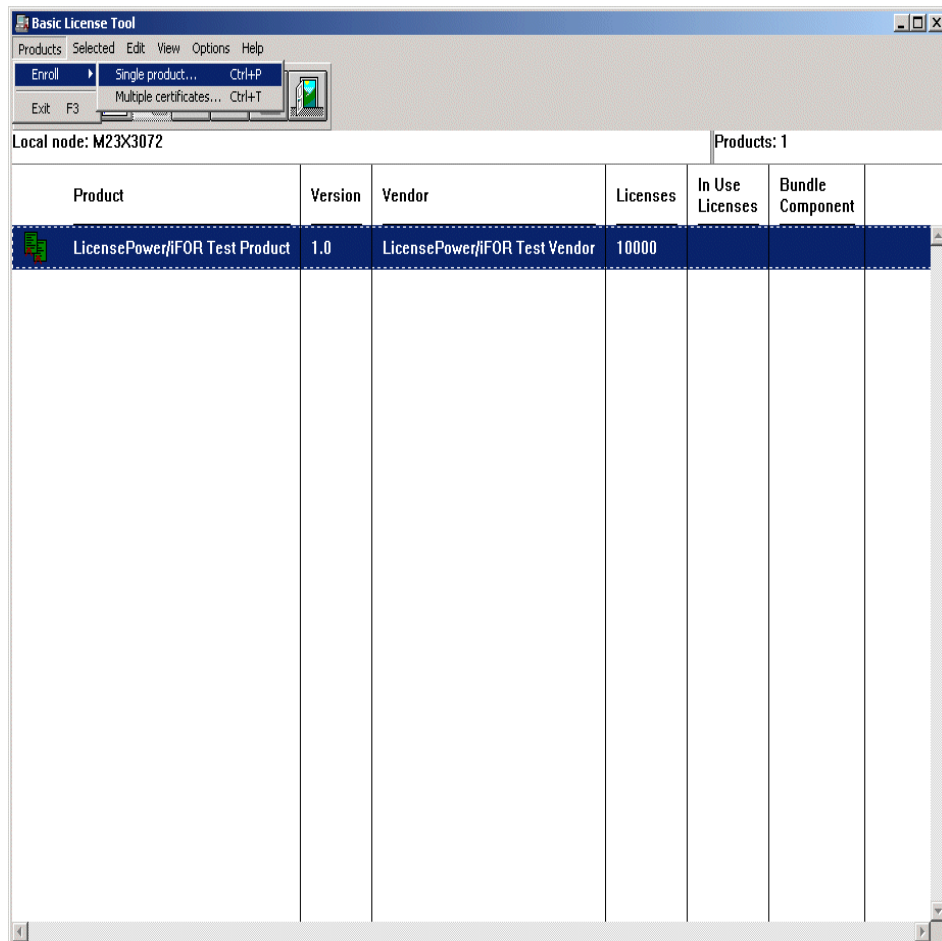 Basic License Tool
Products Selected Edit View Options Help
Enroll Single product... Ctrl+P
Multiple certificates... Ctrl+T
Exit F3
Local node: M23X3072 Products: 1
Product Version Vendor Licenses In Use Licenses Bundle Component
LicensePower/iFOR Test Product 1.0 LicensePower/iFOR Test Vendor 10000